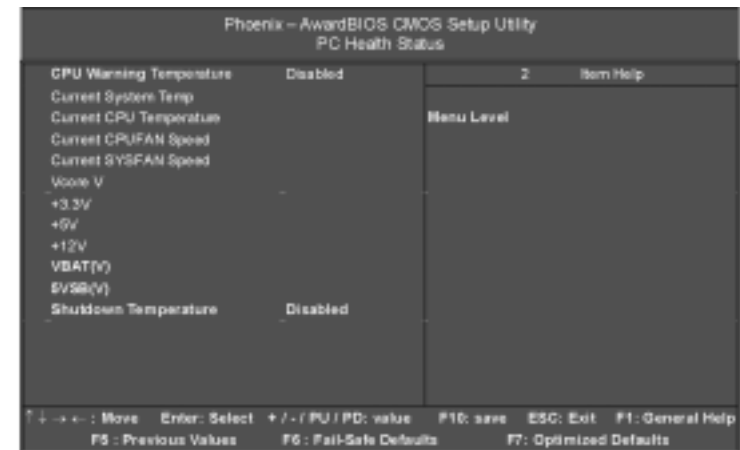 Phoenix – AwardBIOS CMOS Setup Utility
PC Health Status
CPU Warning Temperature Disabled 2 Item Help
Current System Temp
Current CPU Temperature Menu Level
Current CPUFAN Speed
Current SYSFAN Speed
Vcore V
+3.3V
+5V
+12V
VBAT(V)
5VSB(V)
Shutdown Temperature Disabled
↑↓→← : Move Enter: Select + / - / PU / PD: value F10: save ESC: Exit F1: General Help
F5 : Previous Values F6 : Fail-Safe Defaults F7: Optimized Defaults